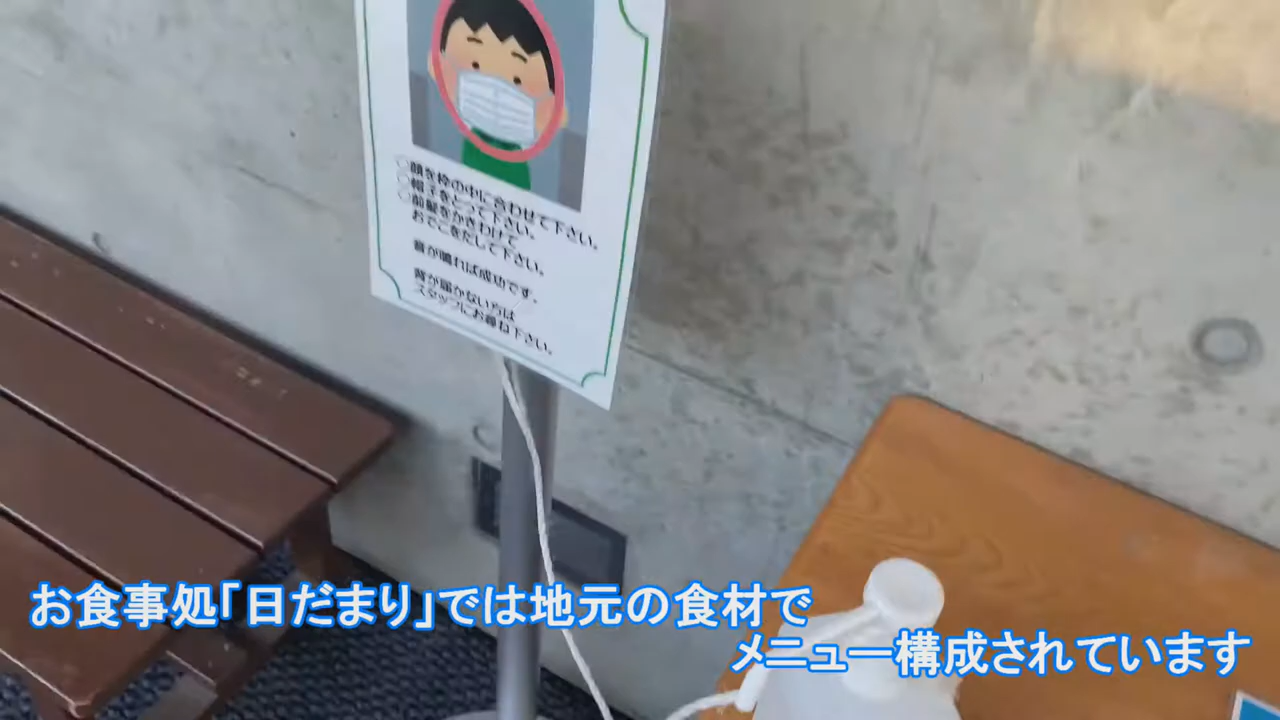 ○顔を枠の中に合わせて下さい。
○帽子をとって下さい。
○前髪をかきわけて
おでこをだして下さい。
音が鳴れば成功です。
背が届かない方は
スタッフにお尋ね下さい。
お食事処「日だまり」では地元の食材で
メニュー構成されています